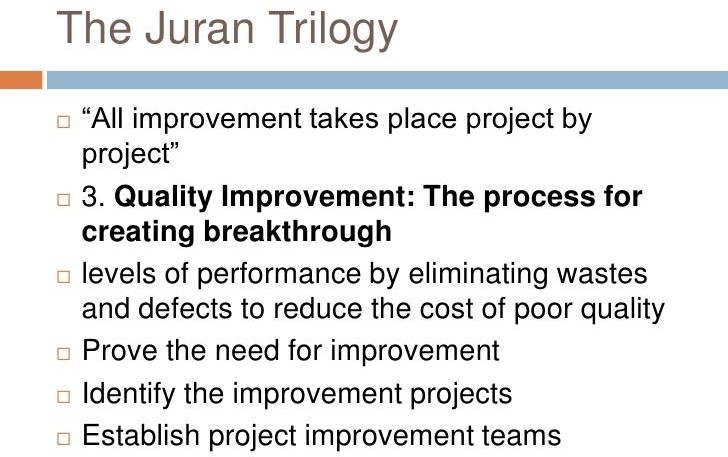 The Juran Trilogy
“All improvement takes place project by
project”
3. Quality Improvement: The process for
creating breakthrough
levels of performance by eliminating wastes
and defects to reduce the cost of poor quality
Prove the need for improvement
Identify the improvement projects
Establish project improvement teams